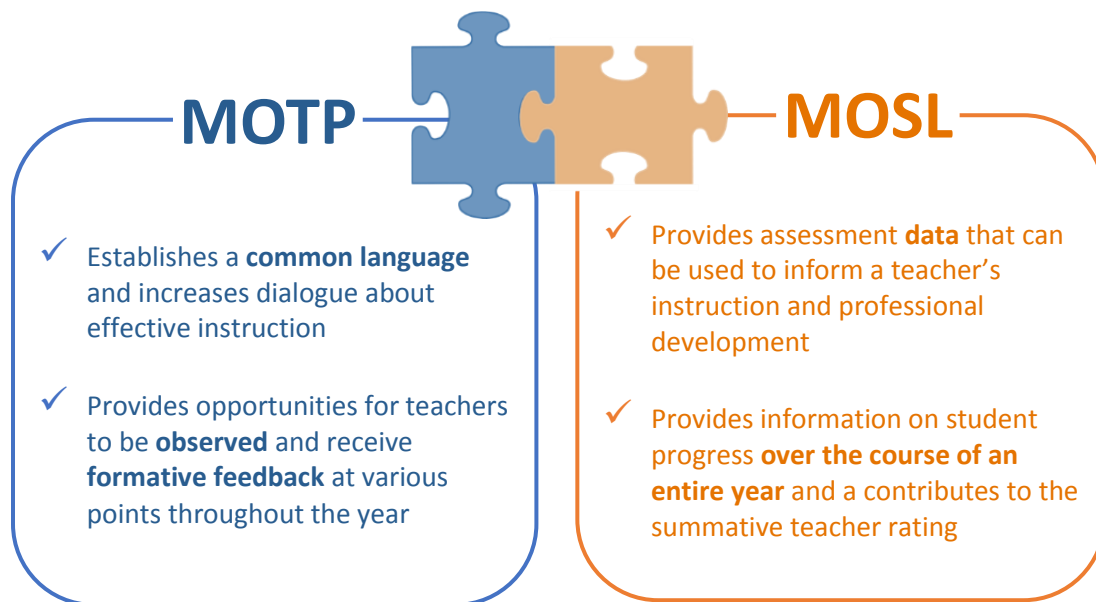 MOTP
✓ Establishes a common language
and increases dialogue about
effective instruction
✓ Provides opportunities for teachers
to be observed and receive
formative feedback at various
points throughout the year
MOSL
✓ Provides assessment data that can
be used to inform a teacher’s
instruction and professional
development
✓ Provides information on student
progress over the course of an
entire year and a contributes to the
summative teacher rating